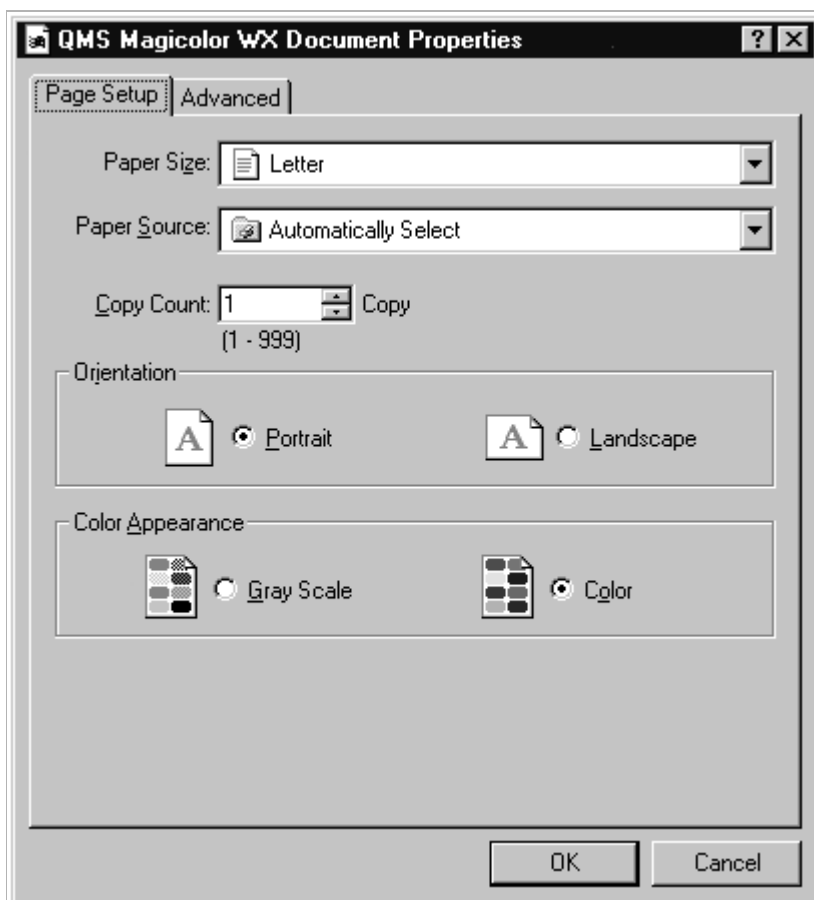 QMS Magicolor WX Document Properties ? X
Page Setup Advanced
Paper Size: Letter
Paper Source: Automatically Select
Copy Count: 1 Copy
(1 - 999)
Orientation
A Portrait A Landscape
Color Appearance
Gray Scale Color
OK Cancel